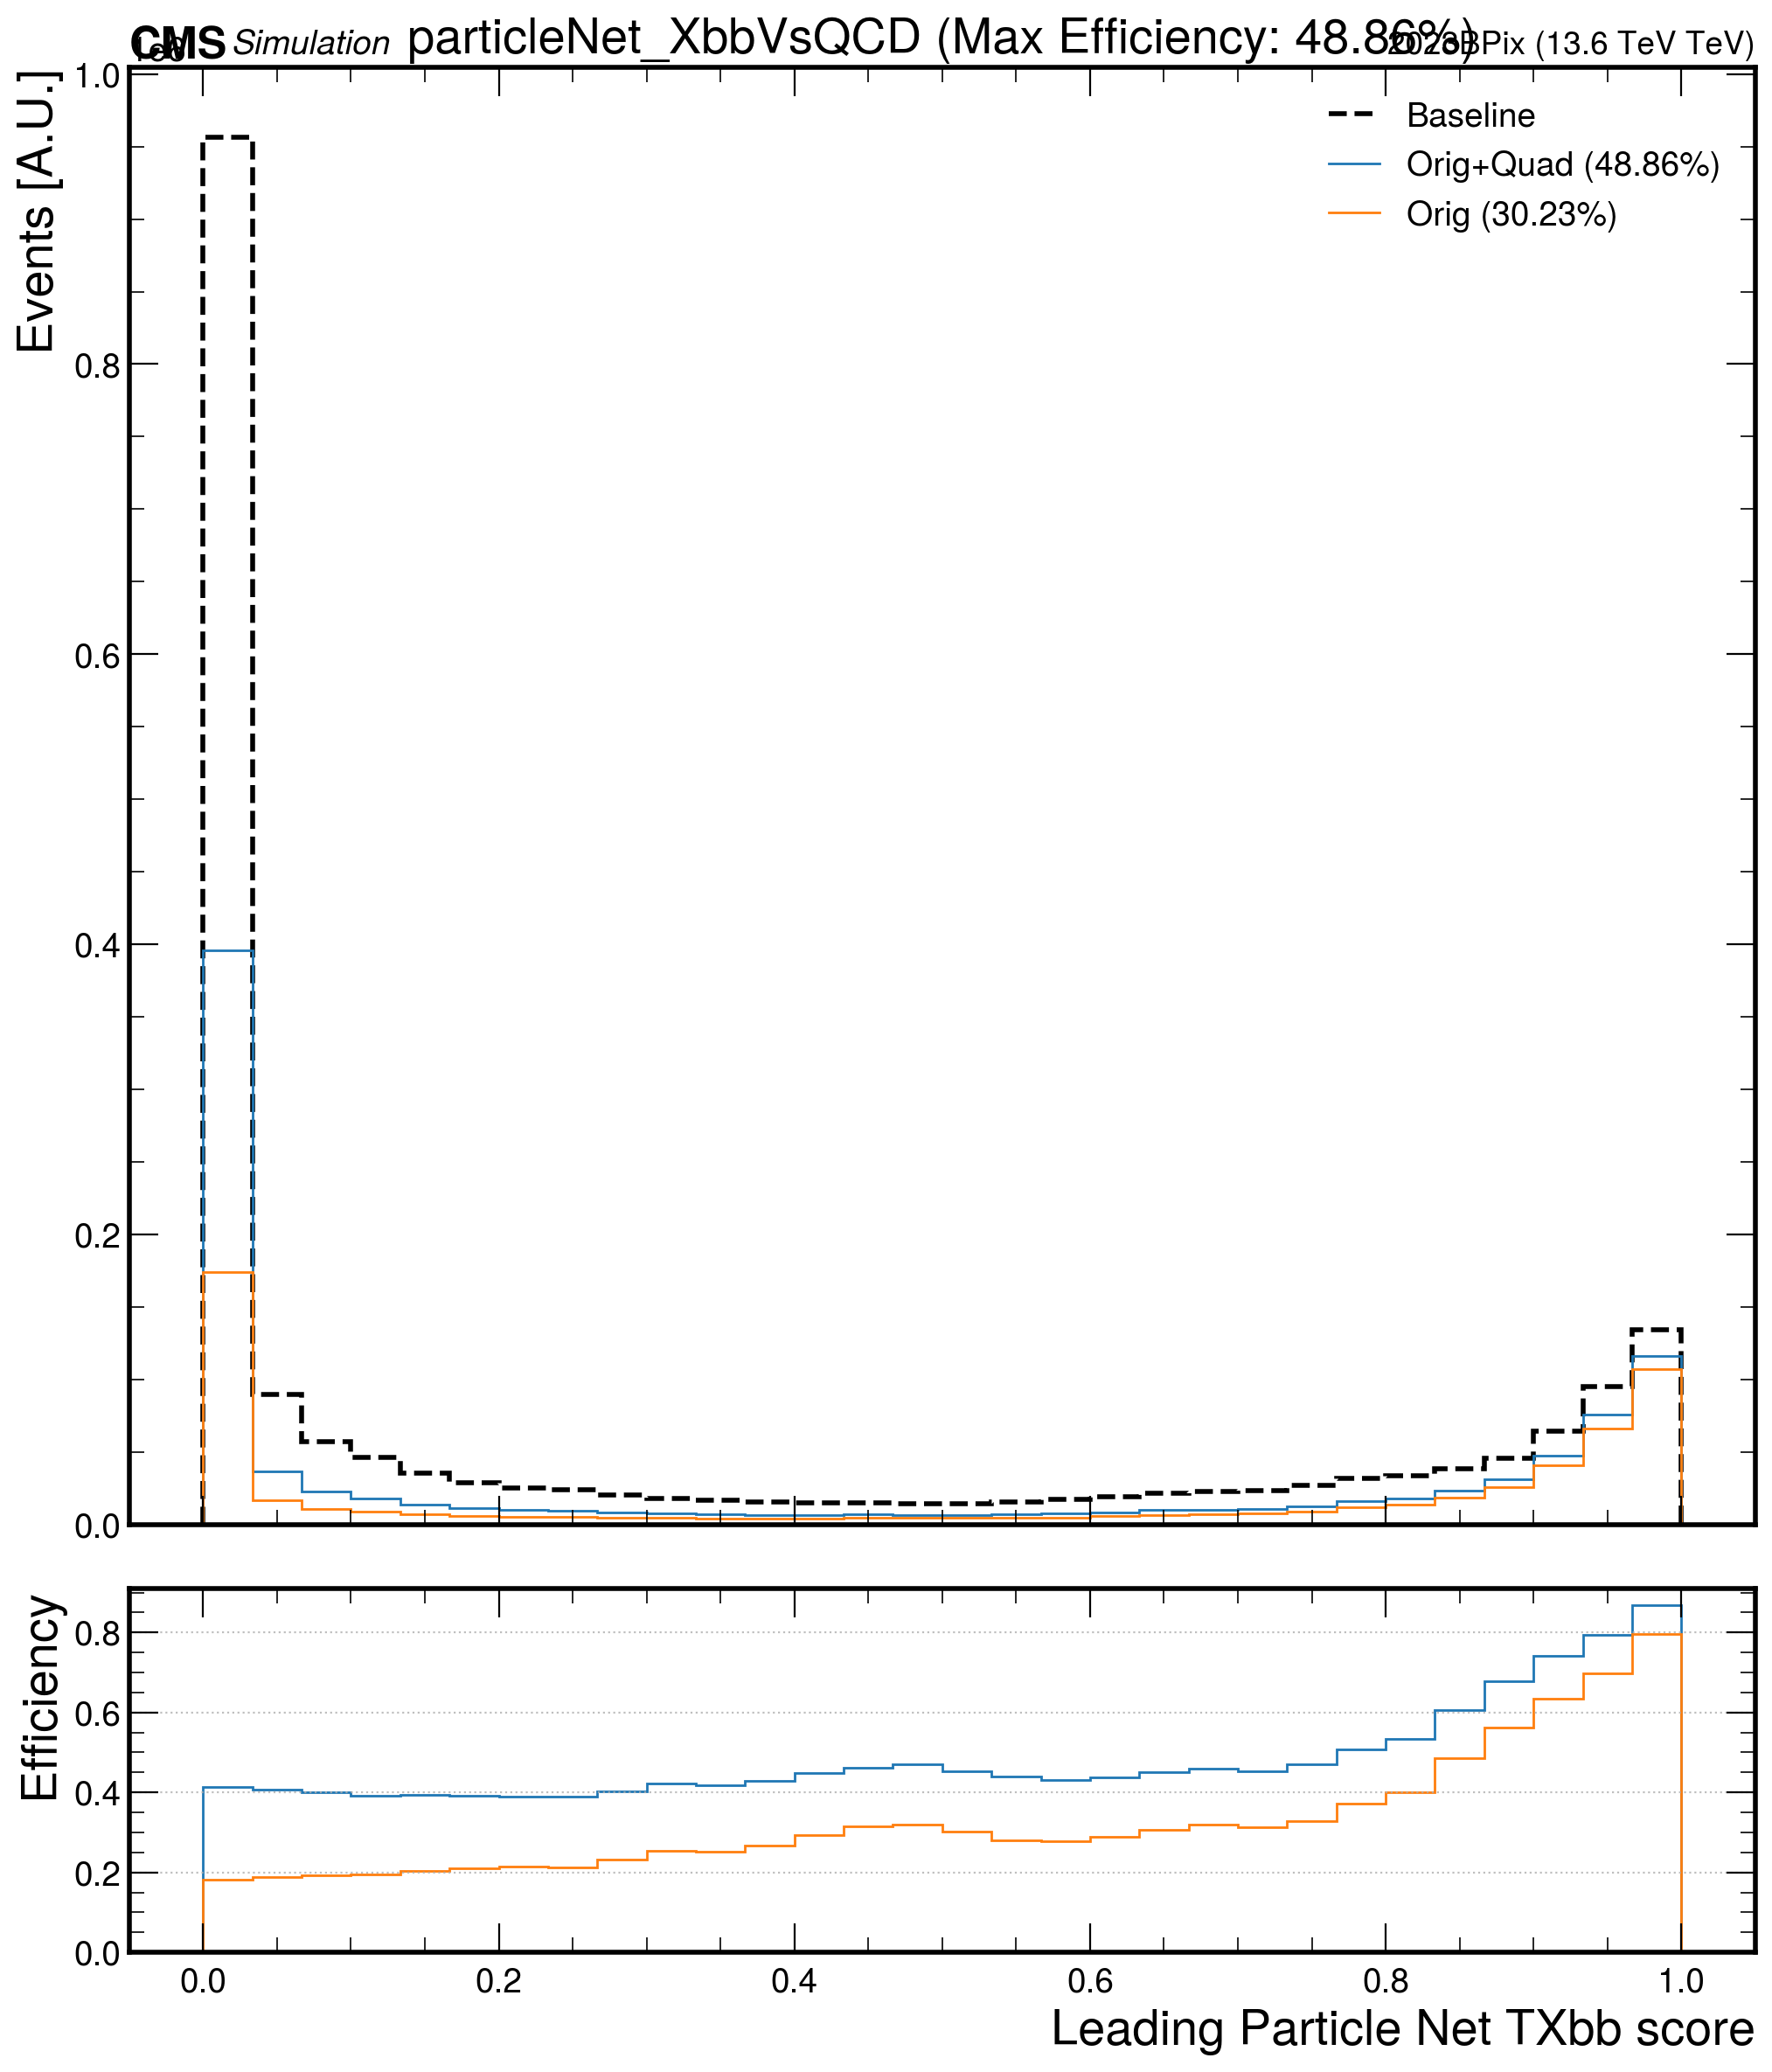 CMS Simulation particleNet_XbbVsQCD (Max Efficiency: 48.86%) 2023BPix (13.6 TeV TeV)
Events [A.U.]
1.0
0.8
0.6
0.4
0.2
0.0
Baseline
Orig+Quad (48.86%)
Orig (30.23%)
Efficiency
0.8
0.6
0.4
0.2
0.0
0.0 0.2 0.4 0.6 0.8 1.0
Leading Particle Net TXbb score